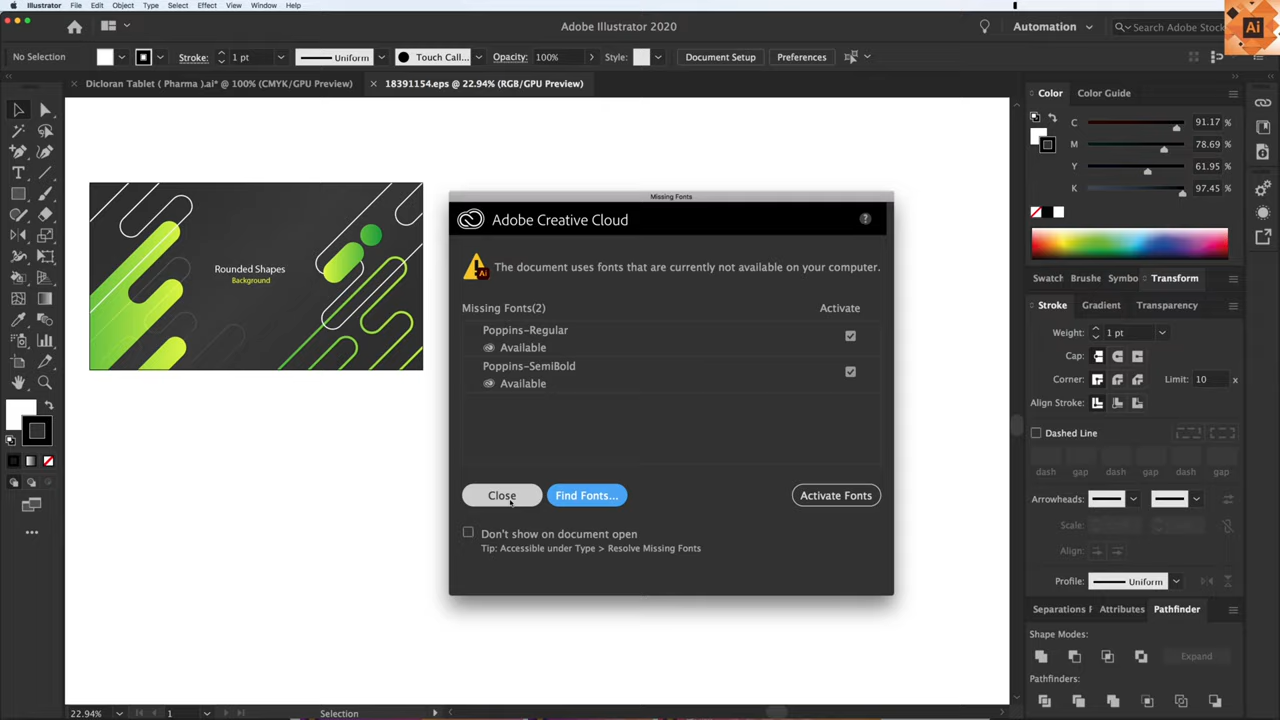 Illustrator File Edit Object Type Select Effect View Window Help
Adobe Illustrator 2020
Automation
Search Adobe Stock
Ai
No Selection
Stroke:
1 pt
Uniform
Touch Call...
Opacity:
100%
Style:
Document Setup
Preferences
Dicloran Tablet ( Pharma ).ai* @ 100% (CMYK/GPU Preview)
18391154.eps @ 22.94% (RGB/GPU Preview)
Rounded Shapes
Background
Missing Fonts
Adobe Creative Cloud
?
The document uses fonts that are currently not available on your computer.
Missing Fonts(2)
Activate
Poppins-Regular
Available
Poppins-SemiBold
Available
Close
Find Fonts...
Activate Fonts
Don't show on document open
Tip: Accessible under Type > Resolve Missing Fonts
Color
Color Guide
C 91.17 %
M 78.69 %
Y 61.95 %
K 97.45 %
Swatch Brushe Symbo Transform
Stroke Gradient Transparency
Weight: 1 pt
Cap:
Corner: Limit: 10 x
Align Stroke:
Dashed Line
dash gap dash gap dash gap
Arrowheads:
Scale:
Align:
Profile: Uniform
Separations F Attributes Pathfinder
Shape Modes:
Expand
Pathfinders:
22.94%
1
Selection